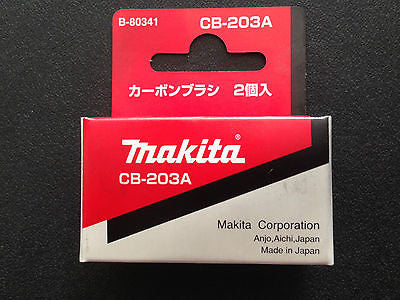 B-80341 CB-203A
カーボンブラシ 2個入
makita®
CB-203A
Makita Corporation
Anjo,Aichi,Japan
Made in Japan